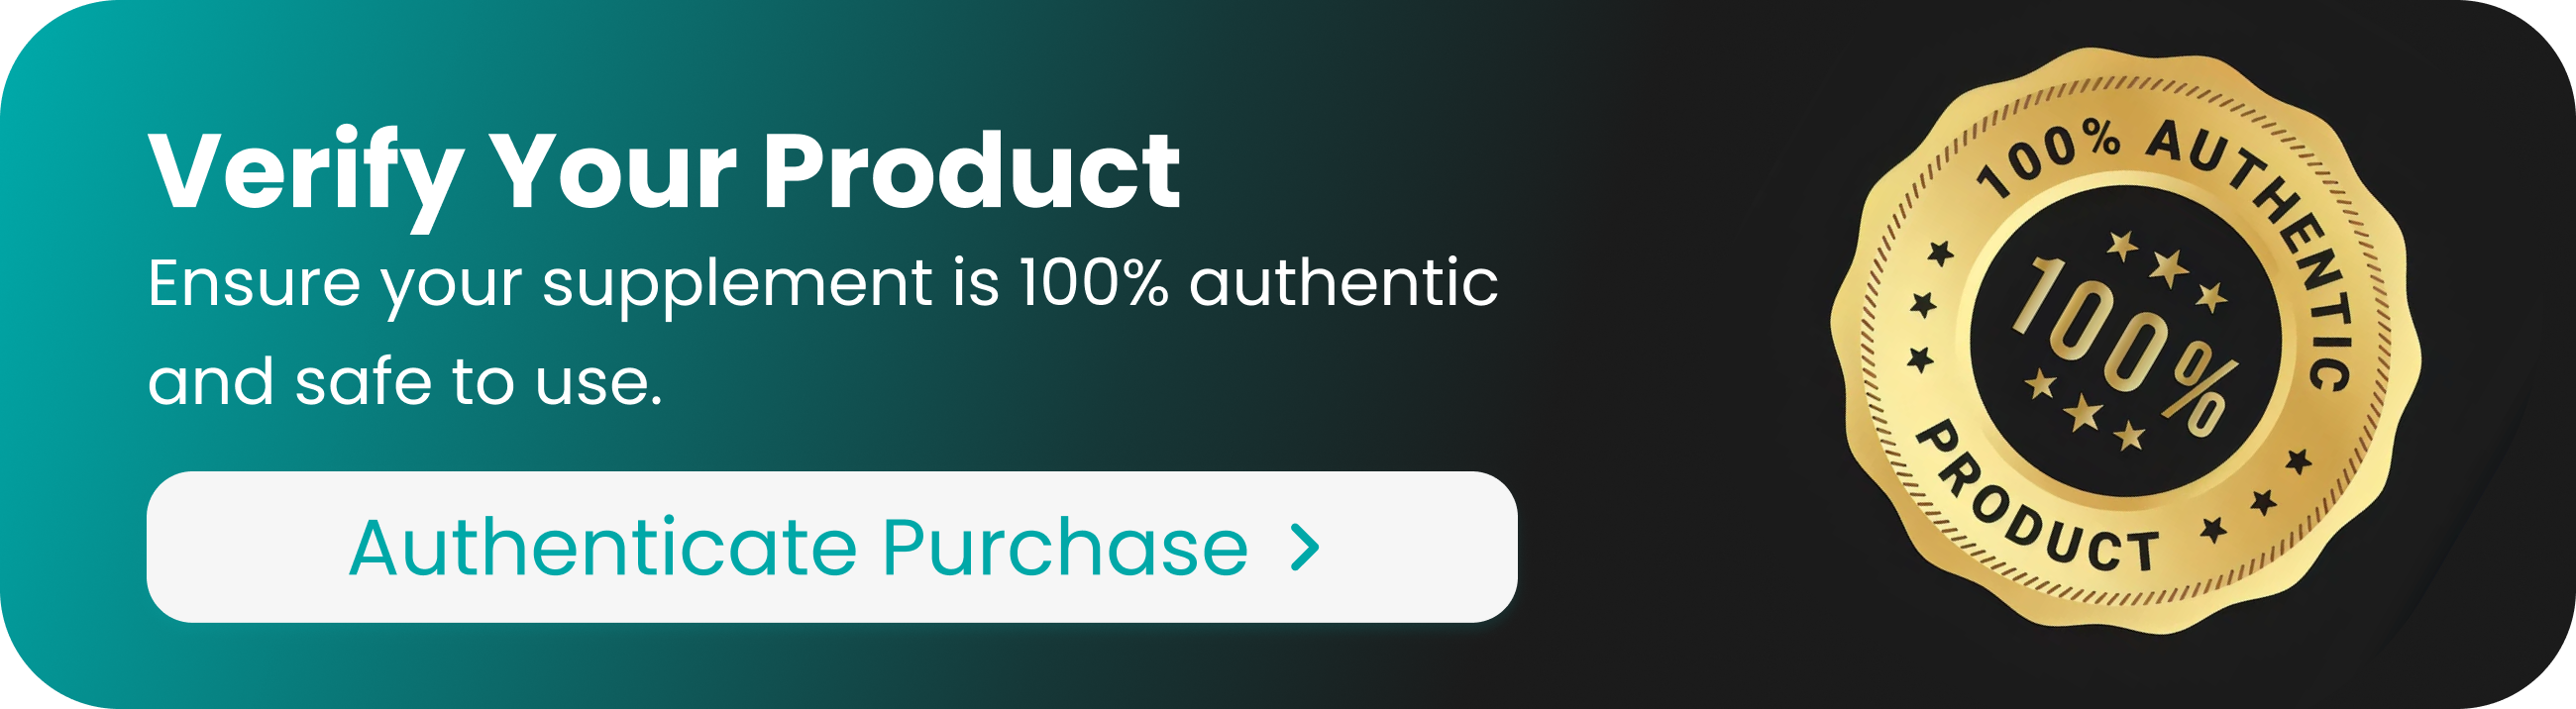 Verify Your Product
Ensure your supplement is 100% authentic
and safe to use.
Authenticate Purchase
100% AUTHENTIC
100%
PRODUCT